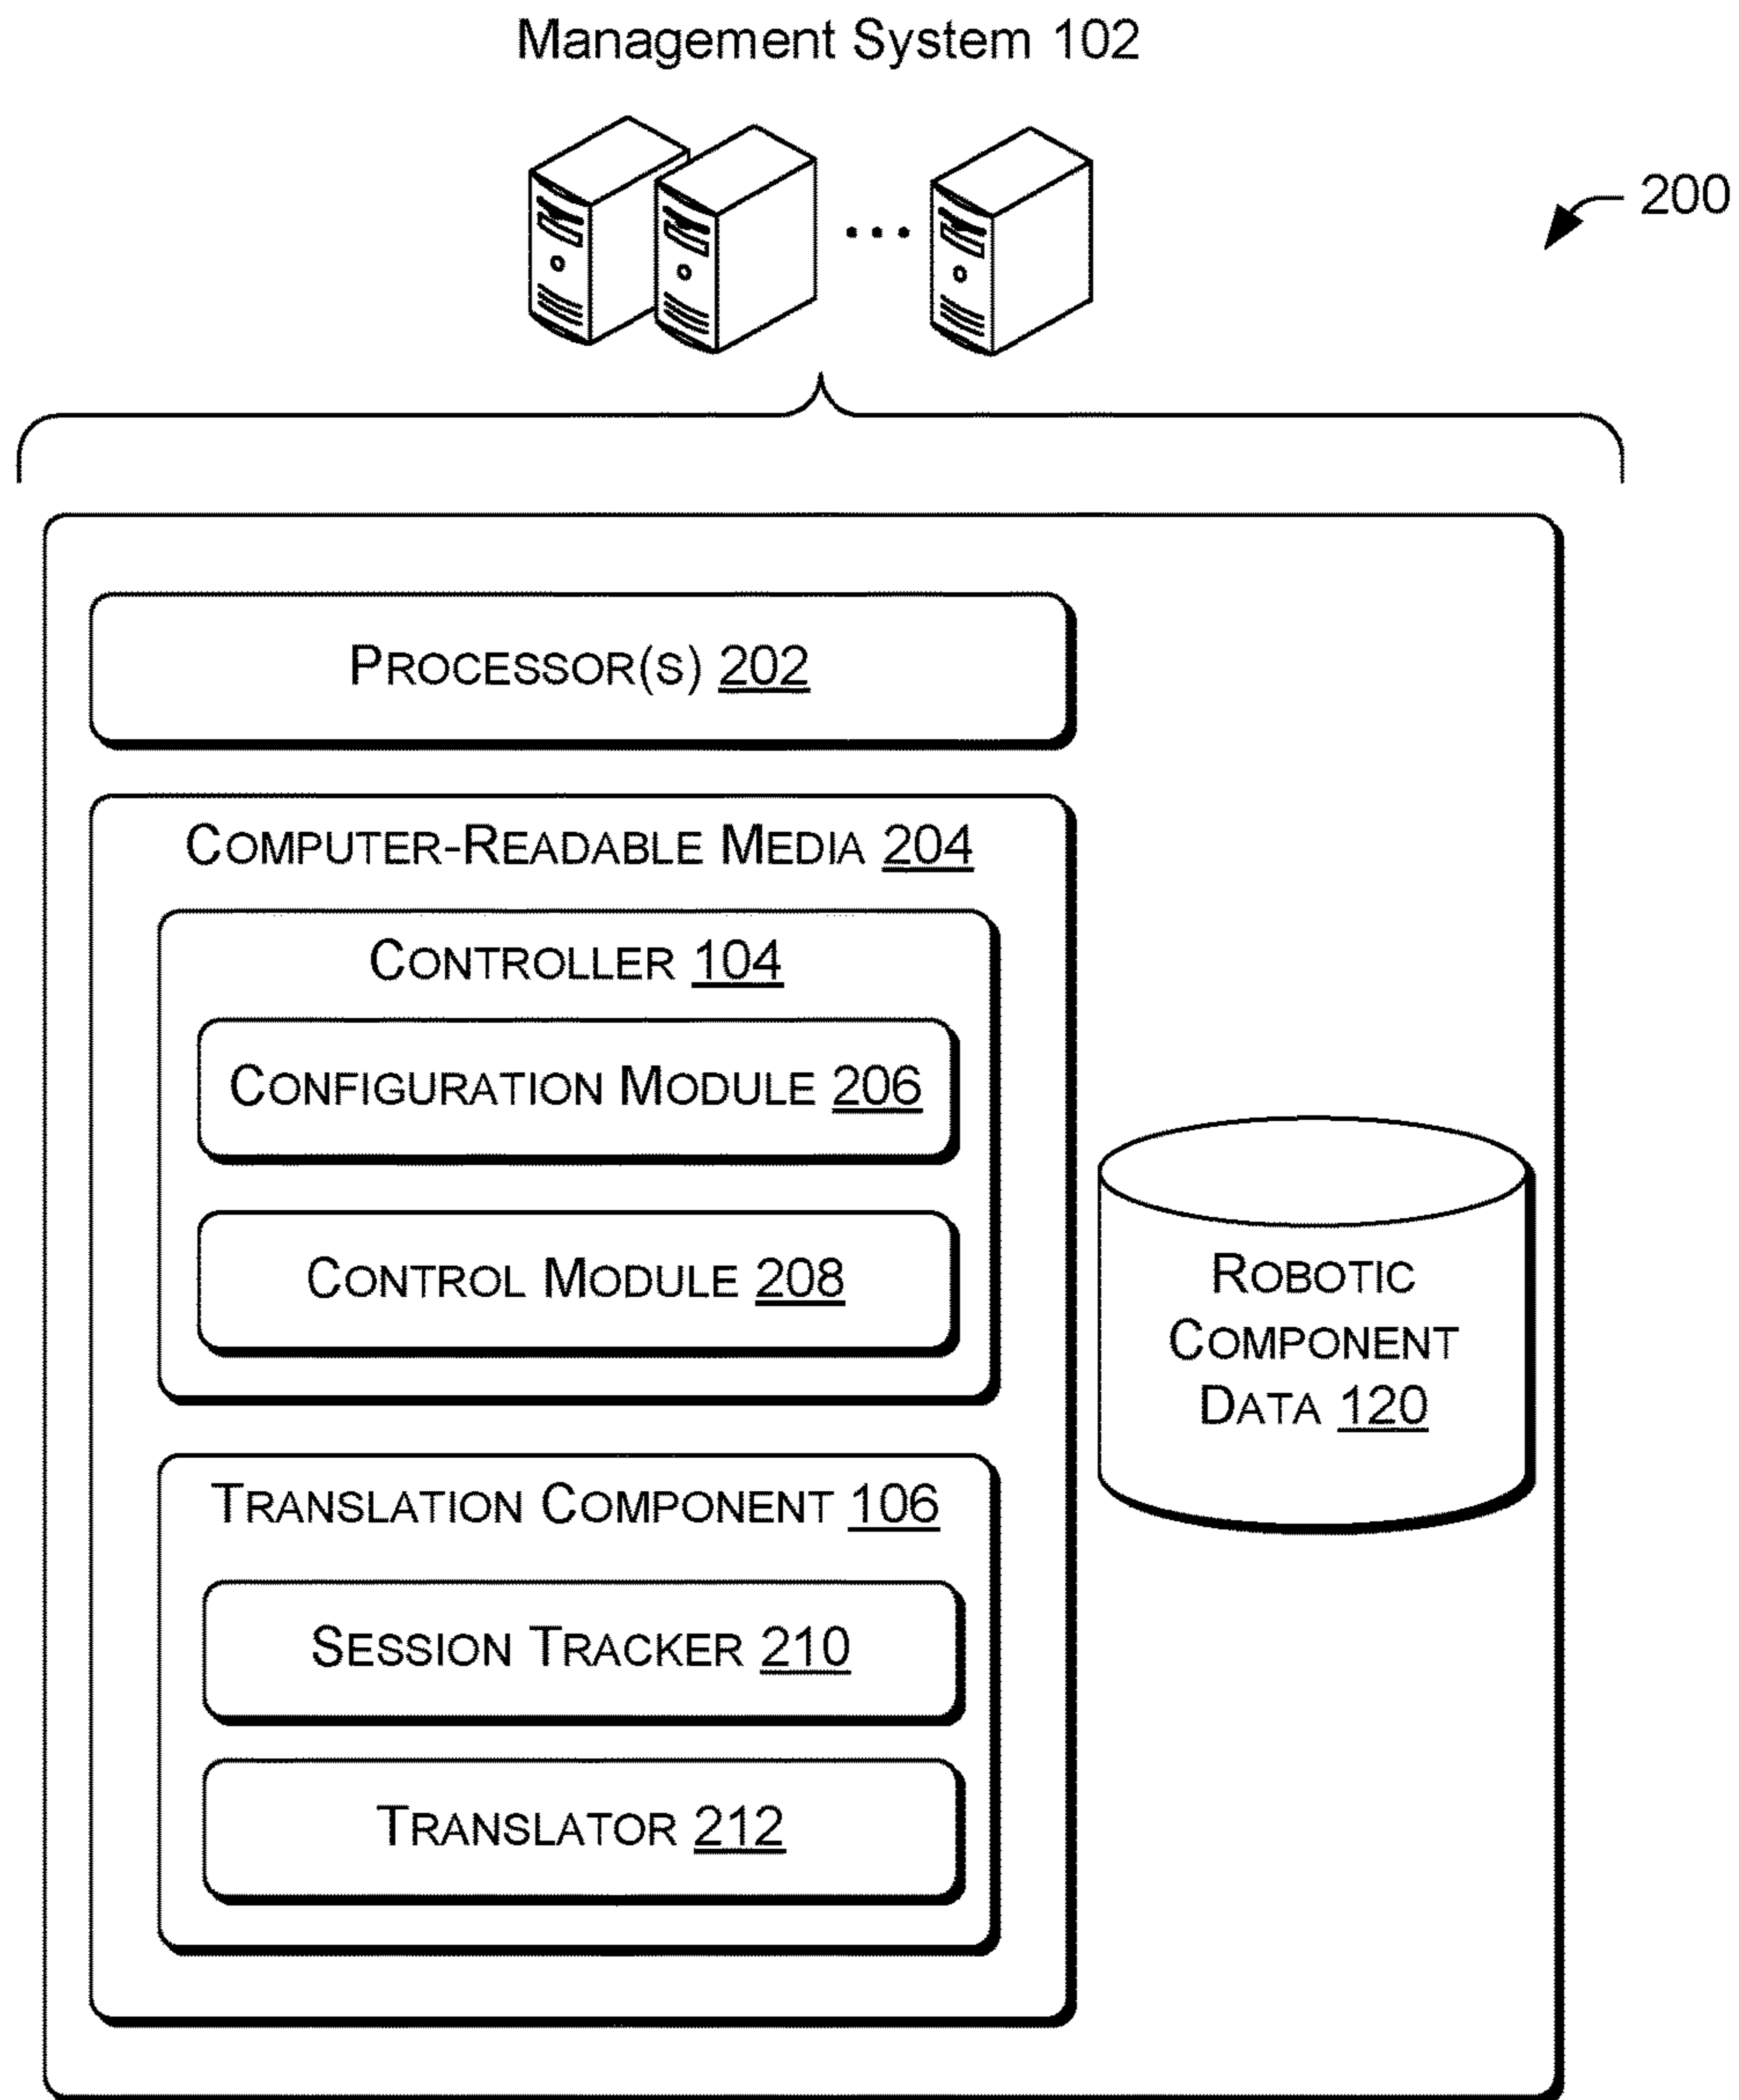 Management System 102
200
PROCESSOR(S) 202
COMPUTER-READABLE MEDIA 204
CONTROLLER 104
CONFIGURATION MODULE 206
CONTROL MODULE 208
ROBOTIC
COMPONENT
DATA 120
TRANSLATION COMPONENT 106
SESSION TRACKER 210
TRANSLATOR 212